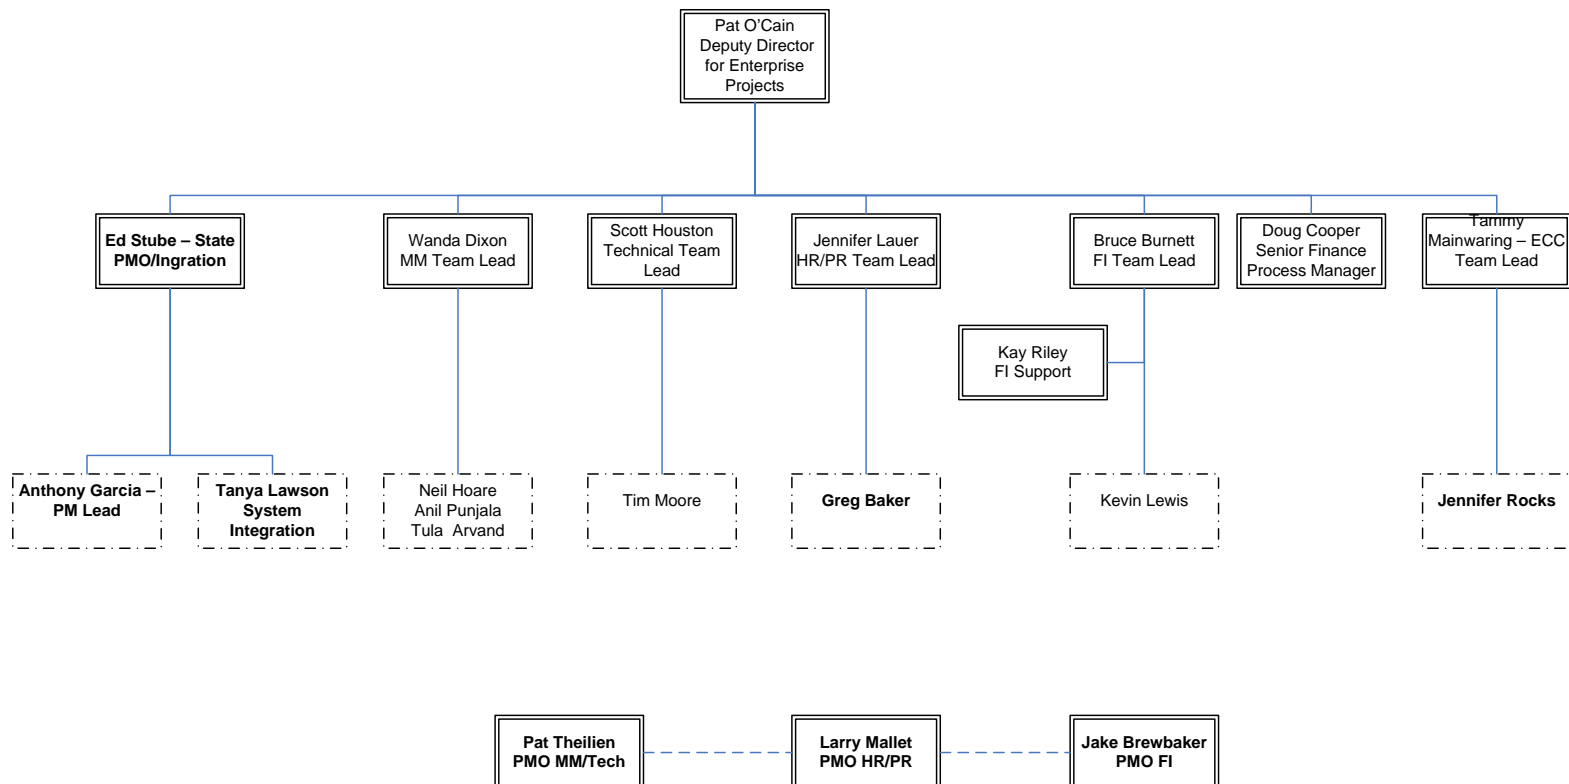 Pat O’Cain
Deputy Director
for Enterprise
Projects
Ed Stube – State
PMO/Ingration
Wanda Dixon
MM Team Lead
Scott Houston
Technical Team
Lead
Jennifer Lauer
HR/PR Team Lead
Bruce Burnett
FI Team Lead
Doug Cooper
Senior Finance
Process Manager
Tammy
Mainwaring – ECC
Team Lead
Kay Riley
FI Support
Anthony Garcia –
PM Lead
Tanya Lawson
System
Integration
Neil Hoare
Anil Punjala
Tula  Arvand
Tim Moore
Greg Baker
Kevin Lewis
Jennifer Rocks
Pat Theilien
PMO MM/Tech
Larry Mallet
PMO HR/PR
Jake Brewbaker
PMO FI